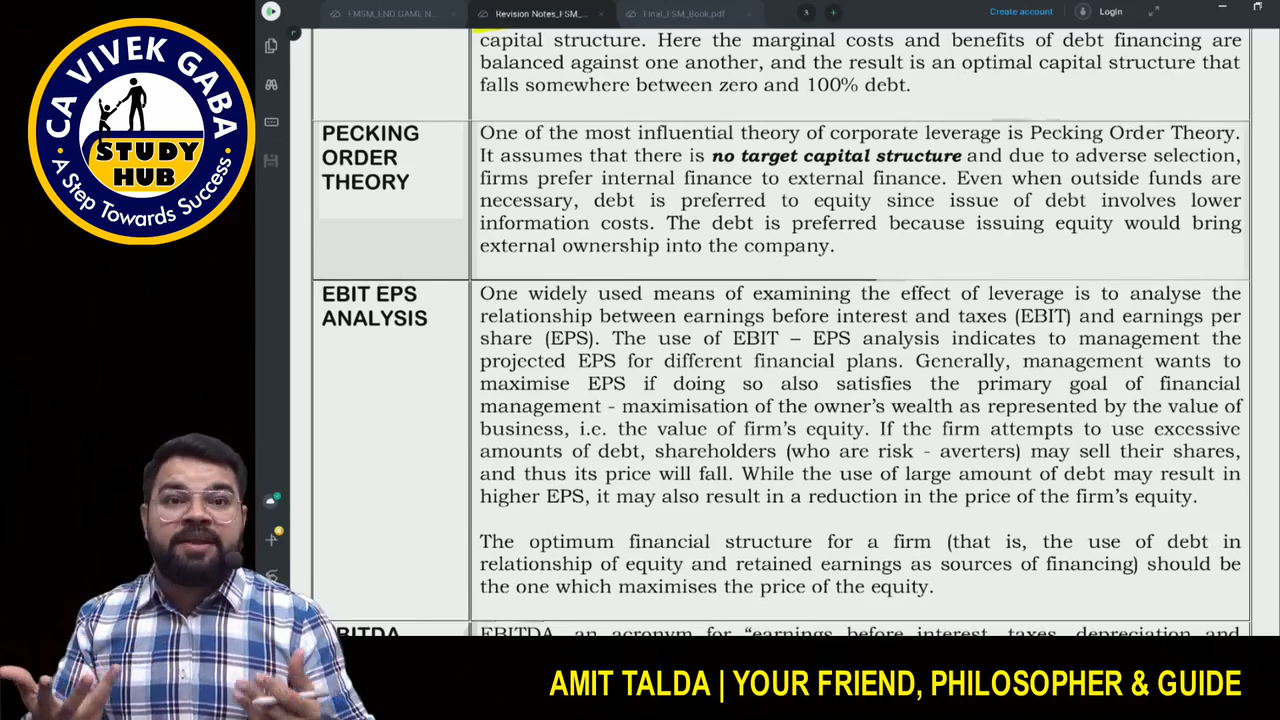 FMSM_END GAME N...
Revision Notes_FSM_...
Final_FSM_Book.pdf
3
Create account
Login
CA VIVEK GABA
STUDY
HUB
• A Step Towards Success •
capital structure. Here the marginal costs and benefits of debt financing are
balanced against one another, and the result is an optimal capital structure that
falls somewhere between zero and 100% debt.
PECKING
ORDER
THEORY
One of the most influential theory of corporate leverage is Pecking Order Theory.
It assumes that there is no target capital structure and due to adverse selection,
firms prefer internal finance to external finance. Even when outside funds are
necessary, debt is preferred to equity since issue of debt involves lower
information costs. The debt is preferred because issuing equity would bring
external ownership into the company.
EBIT EPS
ANALYSIS
One widely used means of examining the effect of leverage is to analyse the
relationship between earnings before interest and taxes (EBIT) and earnings per
share (EPS). The use of EBIT – EPS analysis indicates to management the
projected EPS for different financial plans. Generally, management wants to
maximise EPS if doing so also satisfies the primary goal of financial
management - maximisation of the owner's wealth as represented by the value of
business, i.e. the value of firm's equity. If the firm attempts to use excessive
amounts of debt, shareholders (who are risk - averters) may sell their shares,
and thus its price will fall. While the use of large amount of debt may result in
higher EPS, it may also result in a reduction in the price of the firm's equity.
The optimum financial structure for a firm (that is, the use of debt in
relationship of equity and retained earnings as sources of financing) should be
the one which maximises the price of the equity.
EBITDA
EBITDA, an acronym for "earnings before interest, taxes, depreciation and
AMIT TALDA | YOUR FRIEND, PHILOSOPHER & GUIDE